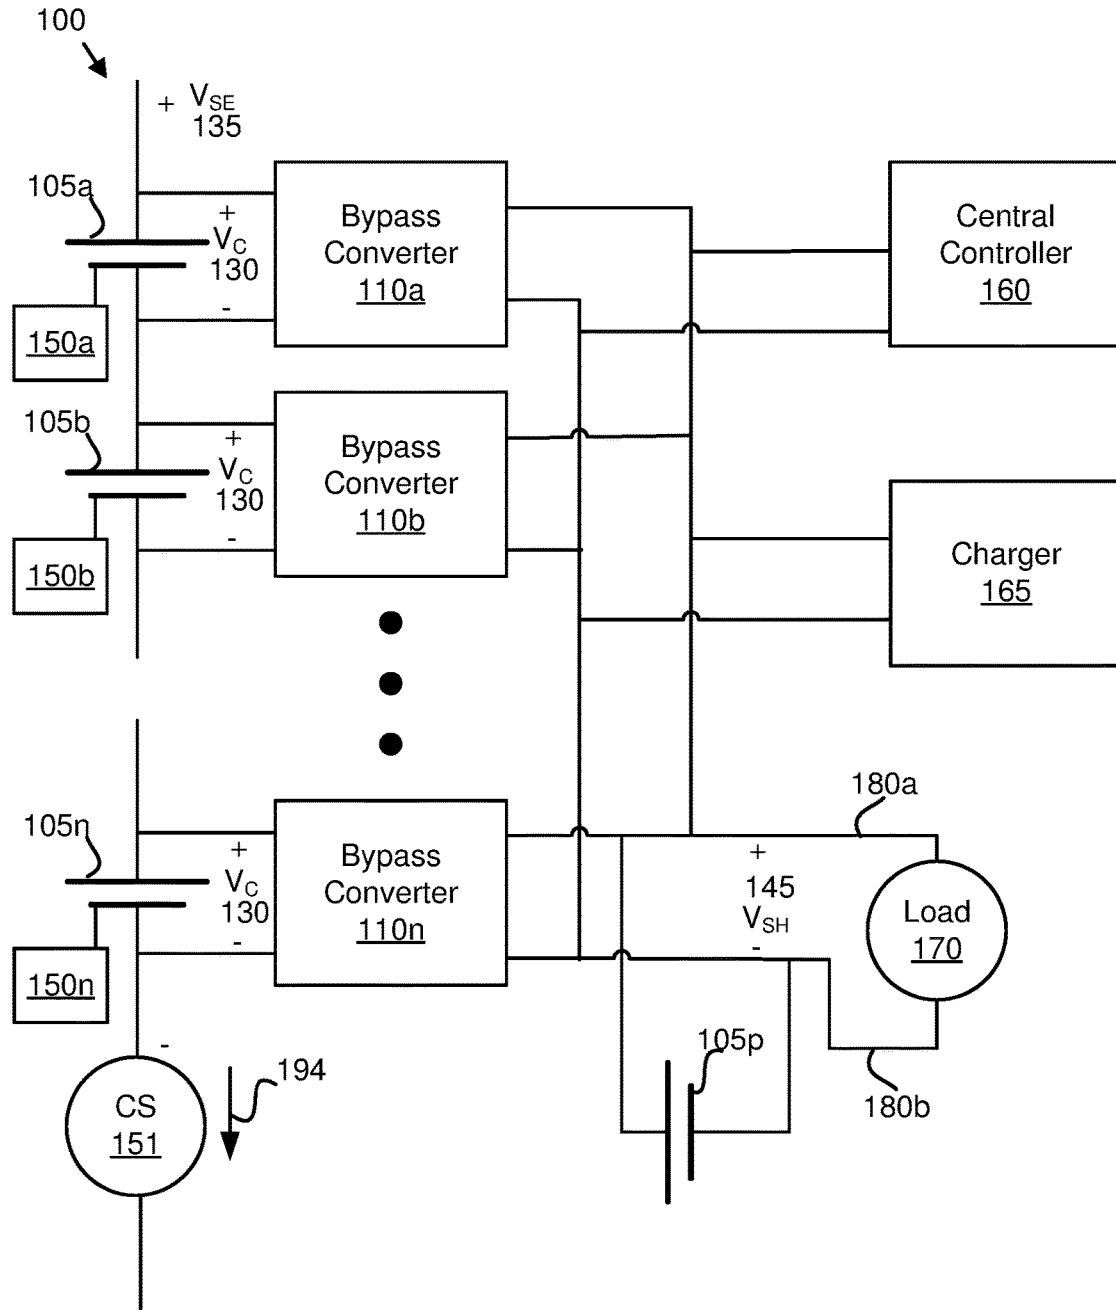 100
+ VSE
135
105a
+
VC
130
-
150a
Bypass
Converter
110a
Central
Controller
160
105b
+
VC
130
-
150b
Bypass
Converter
110b
Charger
165
105n
+
VC
130
-
150n
Bypass
Converter
110n
180a
+
145
VSH
-
Load
170
180b
105p
-
CS
151
194